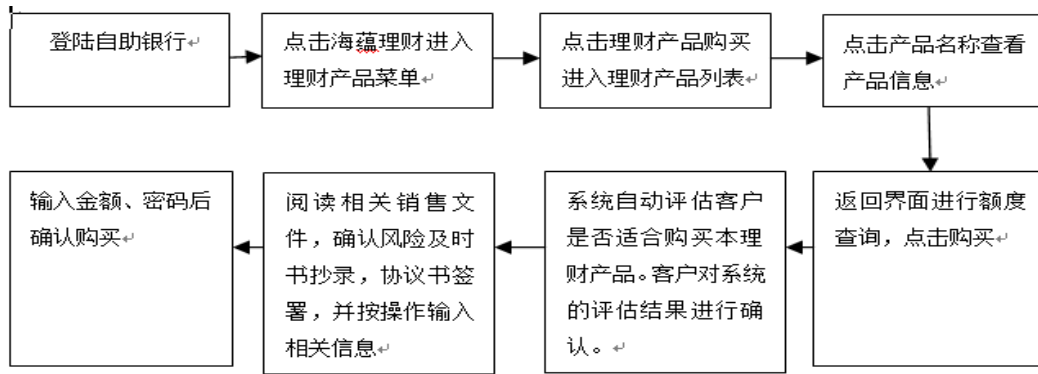 登陆自助银行
点击海蕴理财进入
理财产品菜单
点击理财产品购买
进入理财产品列表
点击产品名称查看
产品信息
返回界面进行额度
查询，点击购买
系统自动评估客户
是否适合购买本理
财产品。客户对系统
的评估结果进行确
认。
阅读相关销售文
件，确认风险及时
书抄录，协议书签
署，并按操作输入
相关信息
输入金额、密码后
确认购买